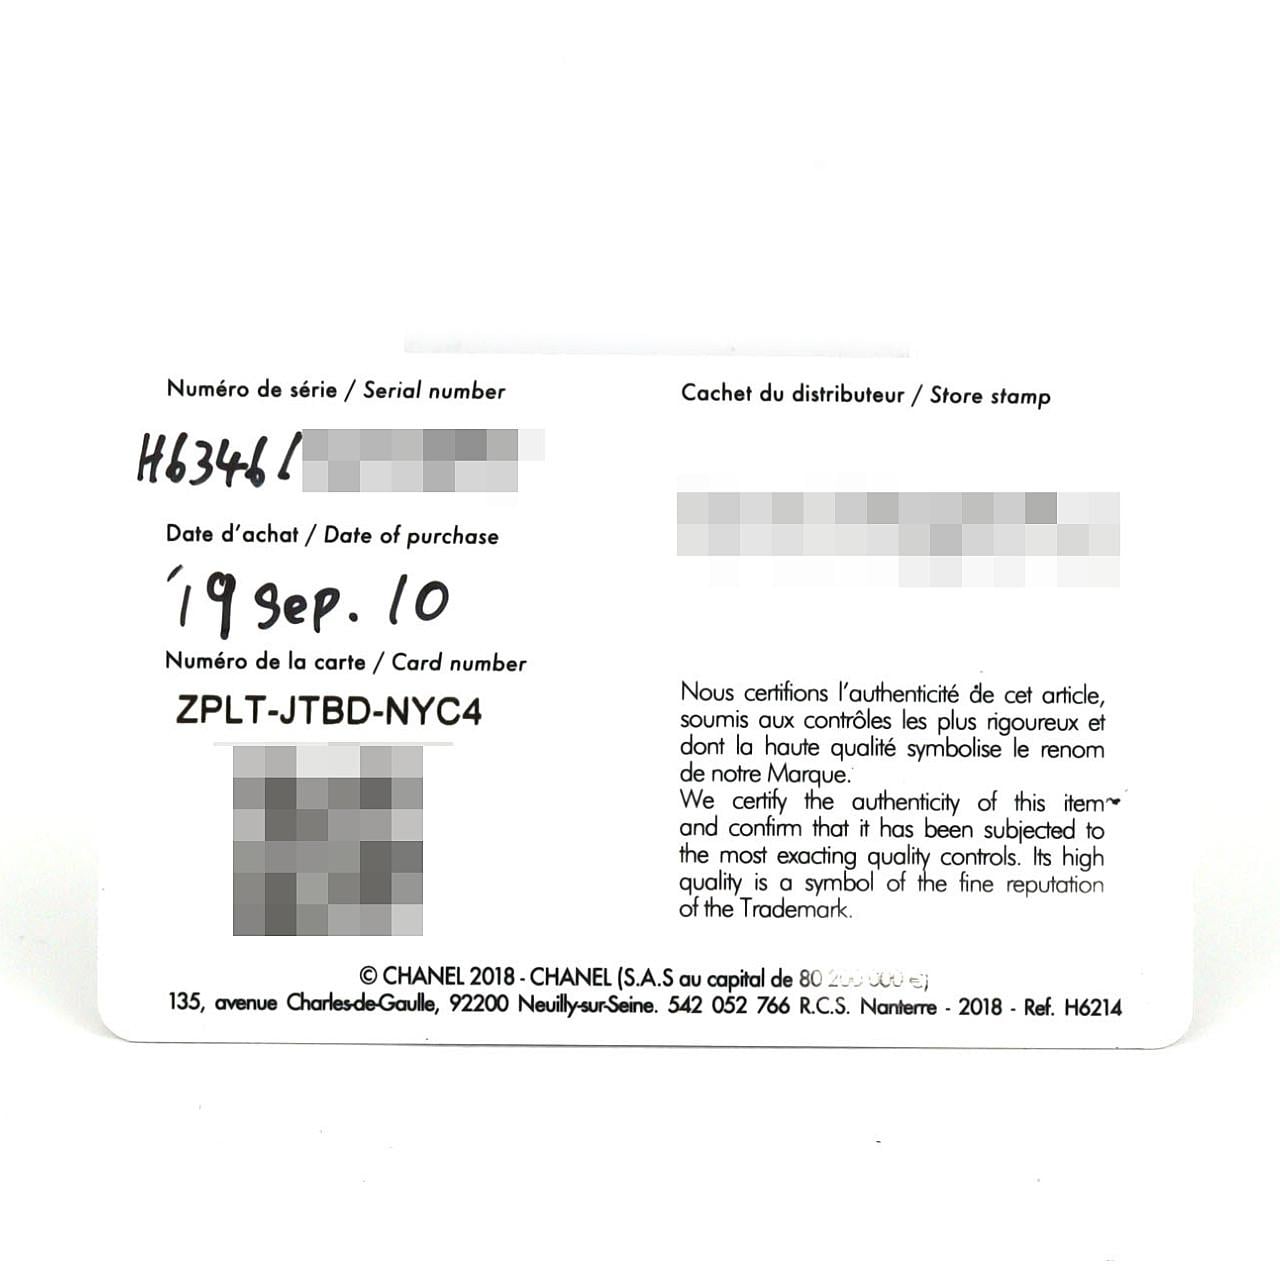 Numéro de série / Serial number
H63461
Date d'achat / Date of purchase
'19 Sep. 10
Numéro de la carte / Card number
ZPLT-JTBD-NYC4
Cachet du distributeur / Store stamp
Nous certifions l'authenticité de cet article,
soumis aux contrôles les plus rigoureux et
dont la haute qualité symbolise le renom
de notre Marque.
We certify the authenticity of this item
and confirm that it has been subjected to
the most exacting quality controls. Its high
quality is a symbol of the fine reputation
of the Trademark.
© CHANEL 2018 - CHANEL (S.A.S au capital de 80
135, avenue Charles-de-Gaulle, 92200 Neuilly-sur-Seine. 542 052 766 R.C.S. Nanterre - 2018 - Ref. H6214